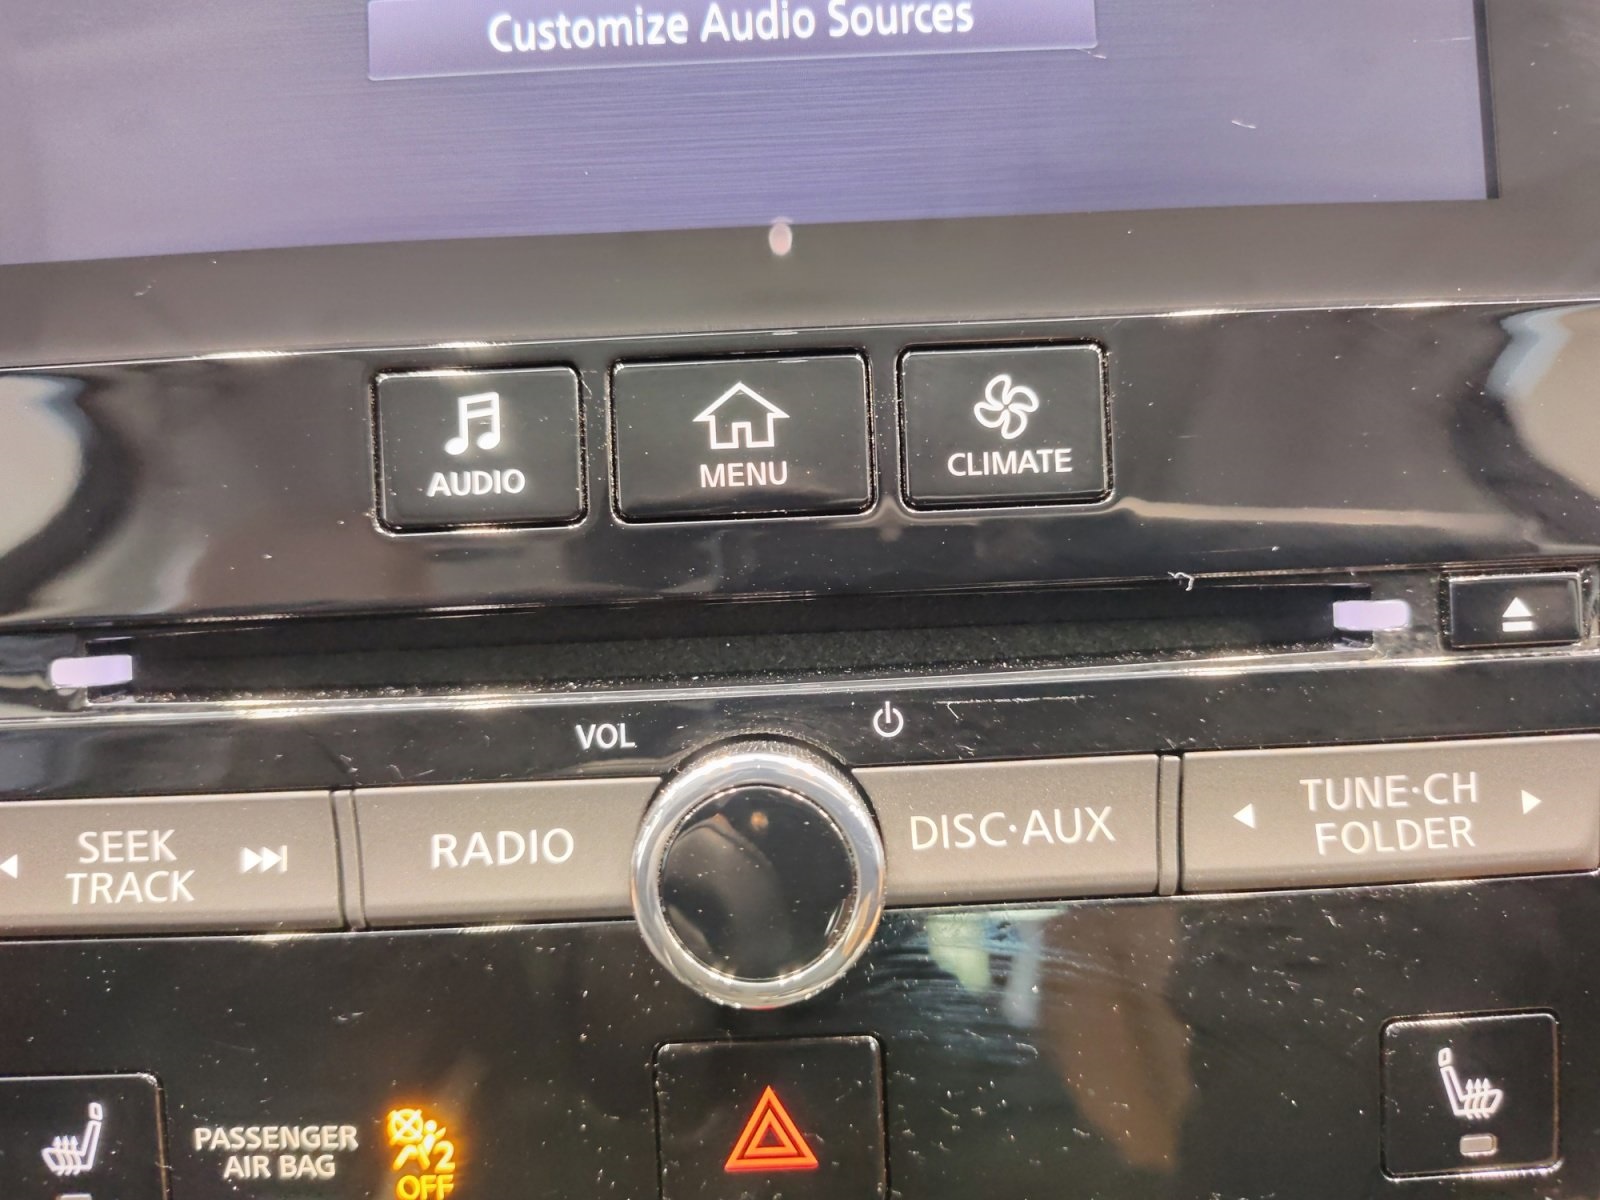 Customize Audio Sources
AUDIO
MENU
CLIMATE
VOL
SEEK
TRACK
RADIO
DISC·AUX
TUNE·CH
FOLDER
PASSENGER
AIR BAG
2
OFF